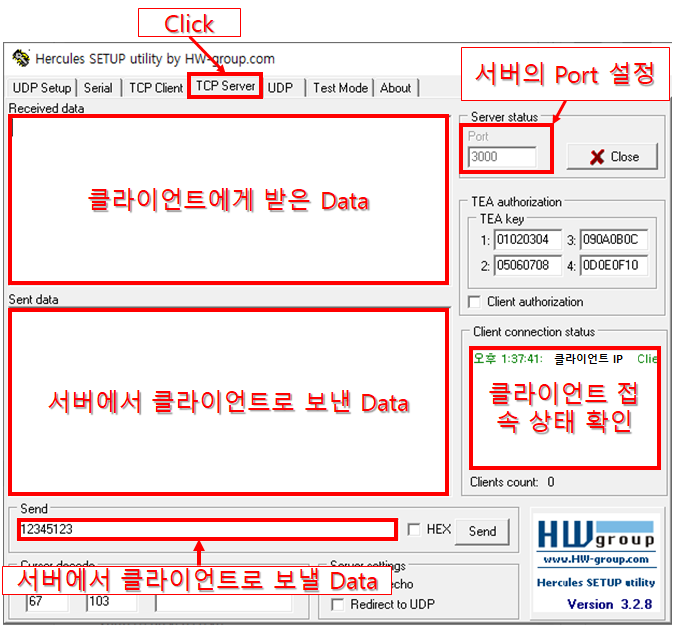 Click
Hercules SETUP utility by HW-group.com
서버의 Port 설정
UDP Setup Serial TCP Client TCP Server UDP Test Mode About
Received data
클라이언트에게 받은 Data
Server status
Port
3000
Close
TEA authorization
TEA key
1: 01020304 3: 090A0B0C
2: 05060708 4: 0D0E0F10
Client authorization
Sent data
서버에서 클라이언트로 보낸 Data
Client connection status
오후 1:37:41: 클라이언트 IP Clie
클라이언트 접
속 상태 확인
Clients count: 0
Send
12345123
HEX Send
서버에서 클라이언트로 보낼 Data
Server settings
echo
67 103
Redirect to UDP
HW group
www.HW-group.com
Hercules SETUP utility
Version 3.2.8